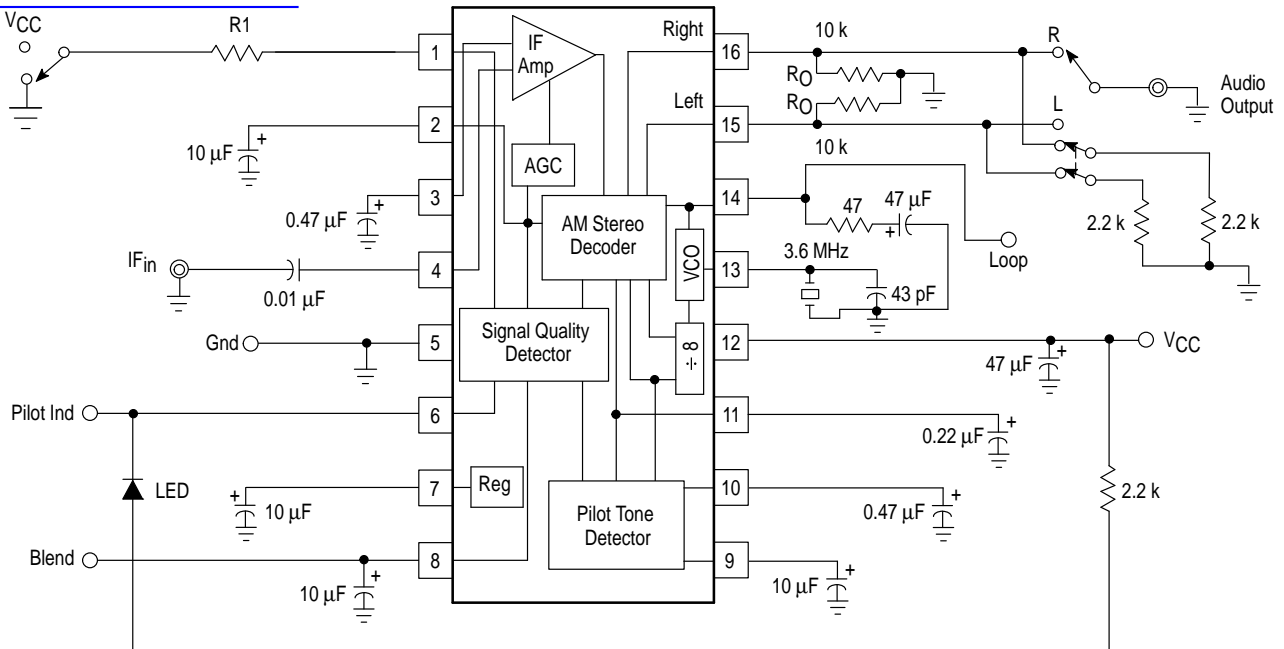 VCC
R1
1
IF
Amp
Right
16
10 k
R
RO
Audio
Output
RO
Left
L
2
15
10 µF
+
10 k
AGC
3
14
47
47 µF
+
0.47 µF
+
AM Stereo
Decoder
2.2 k
2.2 k
VCO
3.6 MHz
Loop
IFin
4
13
0.01 µF
43 pF
Signal Quality
Detector
÷ 8
Gnd
5
12
VCC
47 µF
+
Pilot Ind
6
11
0.22 µF
+
LED
7
Reg
10
+
10 µF
0.47 µF
+
2.2 k
Pilot Tone
Detector
Blend
8
9
10 µF
+
10 µF
+